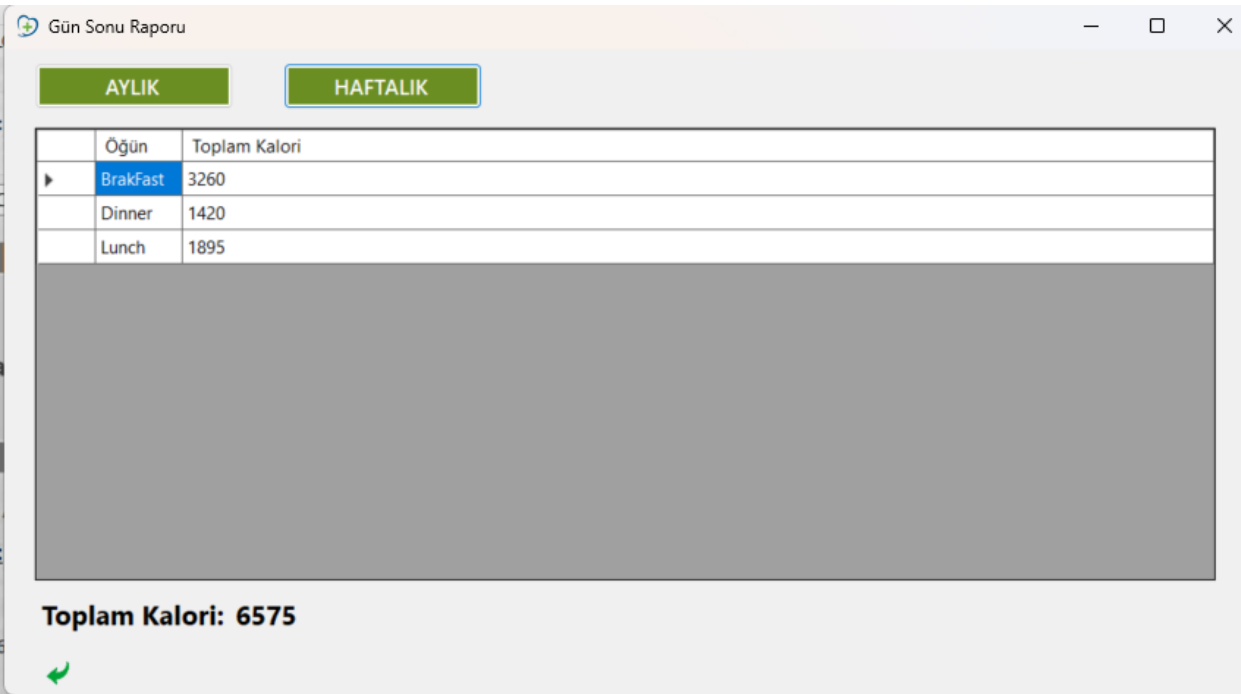 Gün Sonu Raporu
AYLIK HAFTALIK
Öğün Toplam Kalori
BrakFast 3260
Dinner 1420
Lunch 1895
Toplam Kalori: 6575